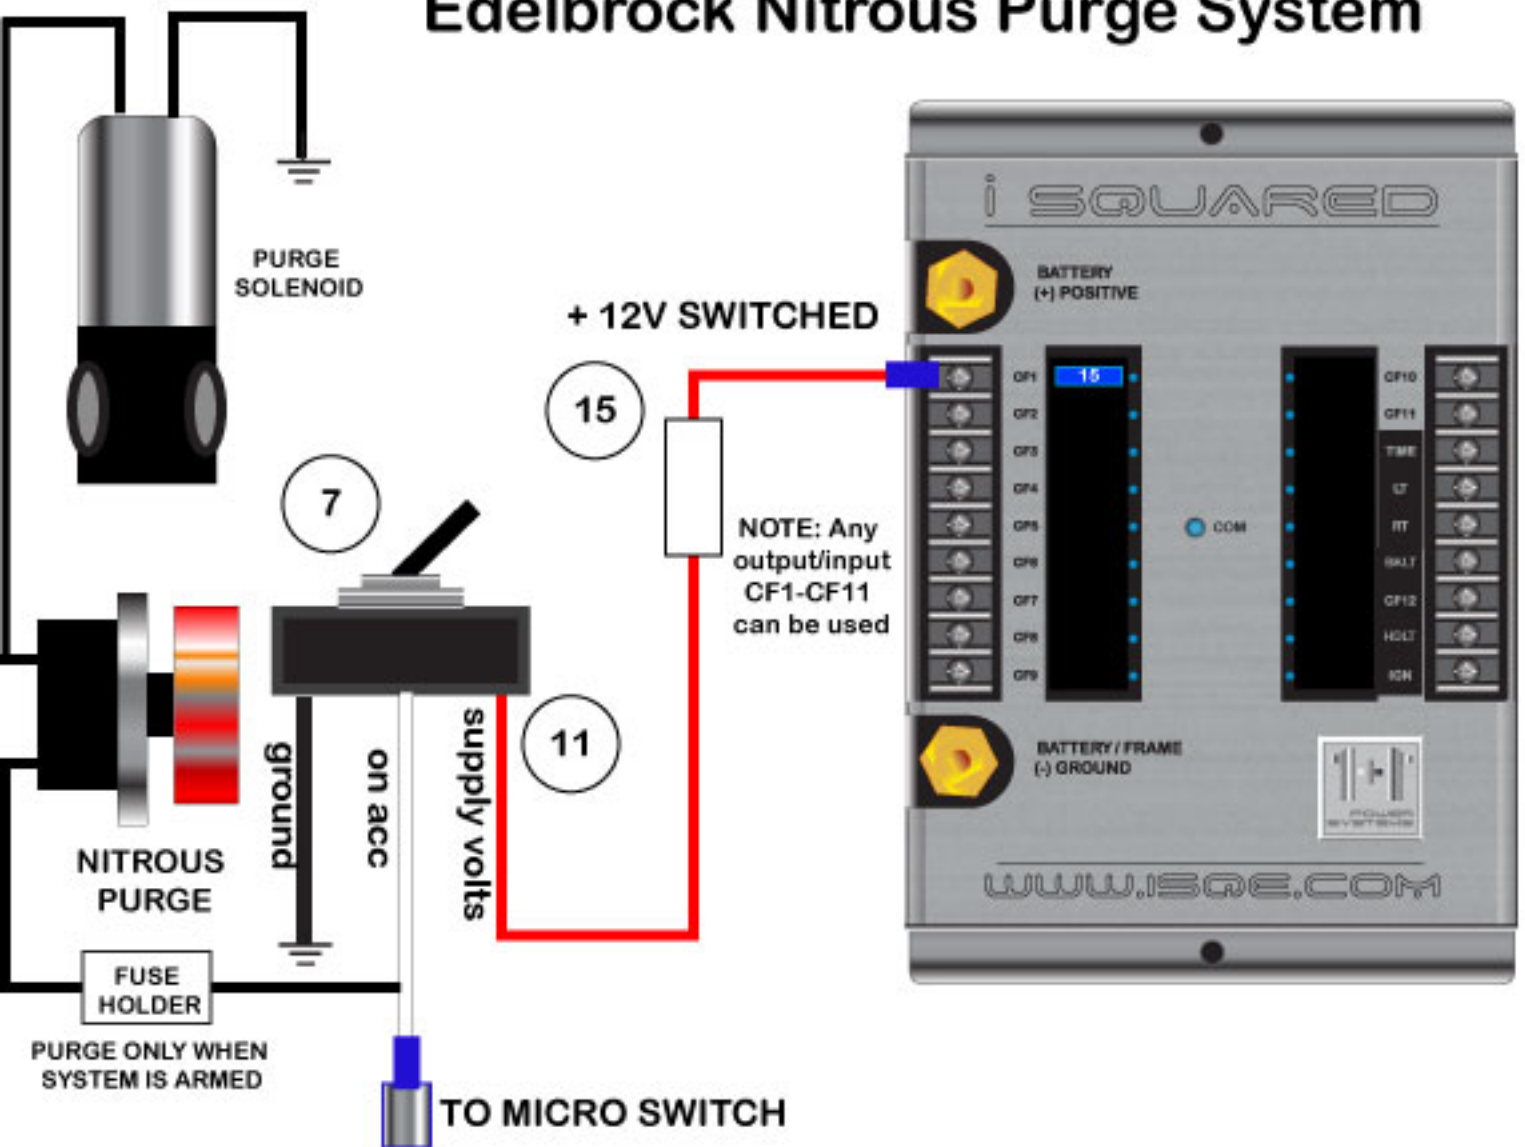 Edelbrock Nitrous Purge System
PURGE
SOLENOID
+ 12V SWITCHED
15
7
NOTE: Any
output/input
CF1-CF11
can be used
11
ground
on acc
supply volts
NITROUS
PURGE
FUSE
HOLDER
PURGE ONLY WHEN
SYSTEM IS ARMED
TO MICRO SWITCH
i SQUARED
BATTERY
(+) POSITIVE
CF1
15
CF2
CF3
CF4
CF5
CF6
CF7
CF8
CF9
COM
CF10
CF11
TIME
LT
RT
CF12
IGN
BATTERY / FRAME
(-) GROUND
POWER
SYSTEMS
WWW.ISQE.COM